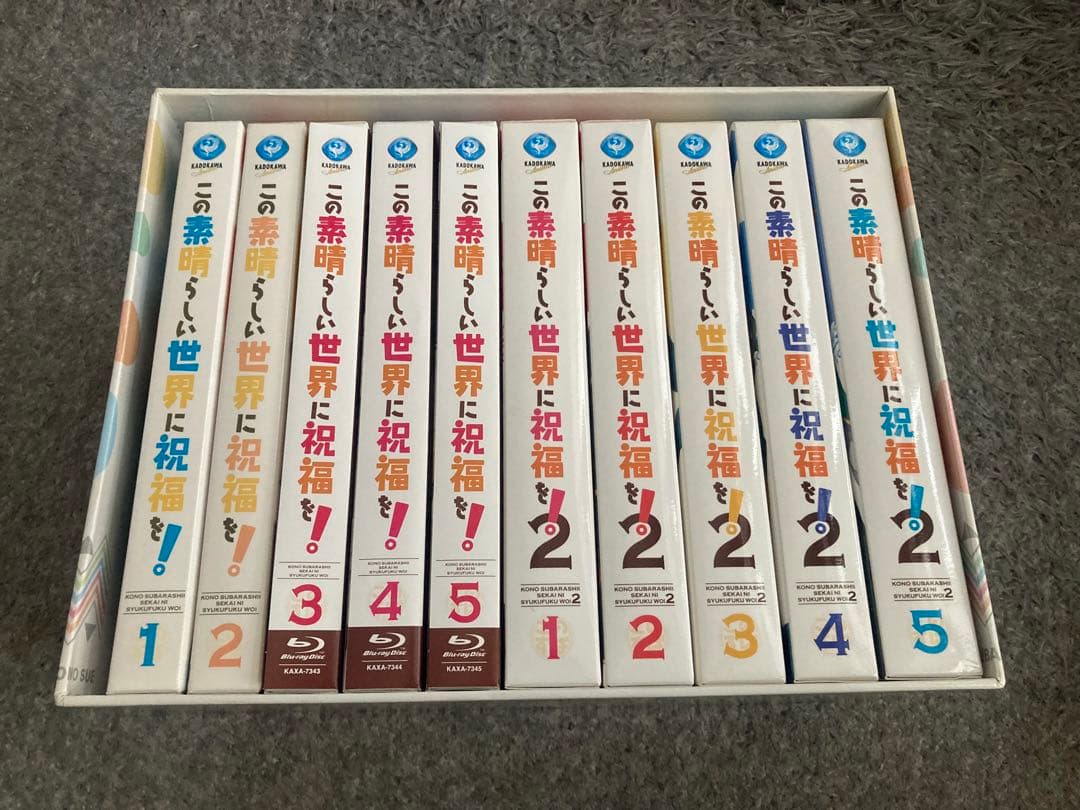 KADOKAWA
この素晴らしい世界に祝福を!
KONO SUBARASHII
SEKAI NI
SYUKUFUKU WO!
1
KADOKAWA
この素晴らしい世界に祝福を!
KONO SUBARASHII
SEKAI NI
SYUKUFUKU WO!
2
KADOKAWA
この素晴らしい世界に祝福を!
KONO SUBARASHII
SEKAI NI
SYUKUFUKU WO!
3
Blu-ray Disc
KAXA-7343
KADOKAWA
この素晴らしい世界に祝福を!
KONO SUBARASHII
SEKAI NI
SYUKUFUKU WO!
4
Blu-ray Disc
KAXA-7344
KADOKAWA
この素晴らしい世界に祝福を!
KONO SUBARASHII
SEKAI NI
SYUKUFUKU WO!
5
Blu-ray Disc
KAXA-7345
KADOKAWA
この素晴らしい世界に祝福を!2
KONO SUBARASHII
SEKAI NI
SYUKUFUKU WO! 2
1
KADOKAWA
この素晴らしい世界に祝福を!2
KONO SUBARASHII
SEKAI NI
SYUKUFUKU WO! 2
2
KADOKAWA
この素晴らしい世界に祝福を!2
KONO SUBARASHII
SEKAI NI
SYUKUFUKU WO! 2
3
KADOKAWA
この素晴らしい世界に祝福を!2
KONO SUBARASHII
SEKAI NI
SYUKUFUKU WO! 2
4
KADOKAWA
この素晴らしい世界に祝福を!2
KONO SUBARASHII
SEKAI NI
SYUKUFUKU WO! 2
5